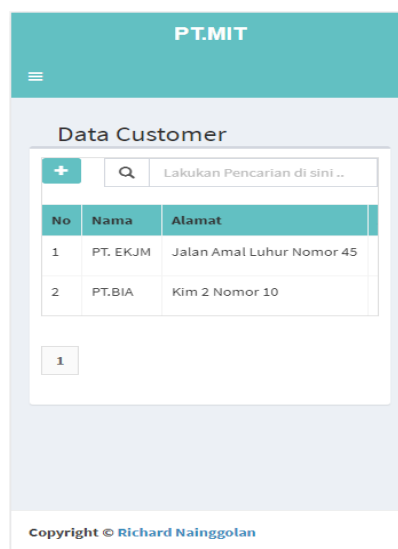 PT.MIT
Data Customer
+ Lakukan Pencarian di sini ..
No Nama Alamat
1 PT. EKJM Jalan Amal Luhur Nomor 45
2 PT.BIA Kim 2 Nomor 10
1
Copyright © Richard Nainggolan